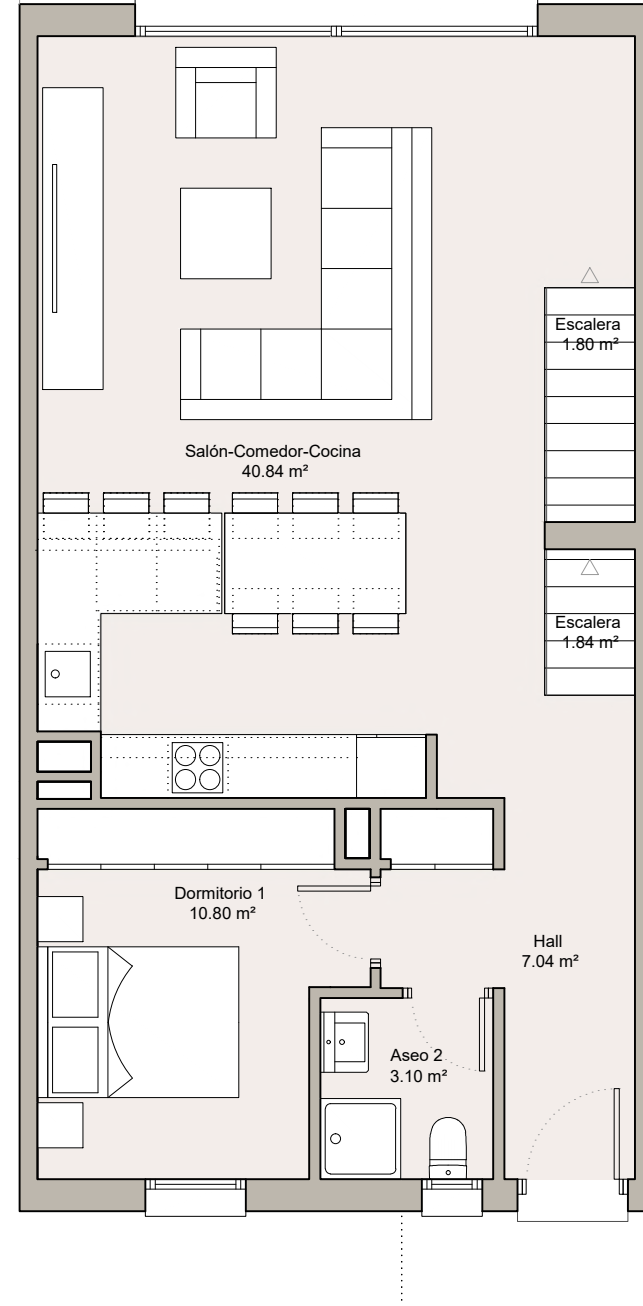 Escalera
1.80 m²
Salón-Comedor-Cocina
40.84 m²
Escalera
1.84 m²
Dormitorio 1
10.80 m²
Hall
7.04 m²
Aseo 2
3.10 m²